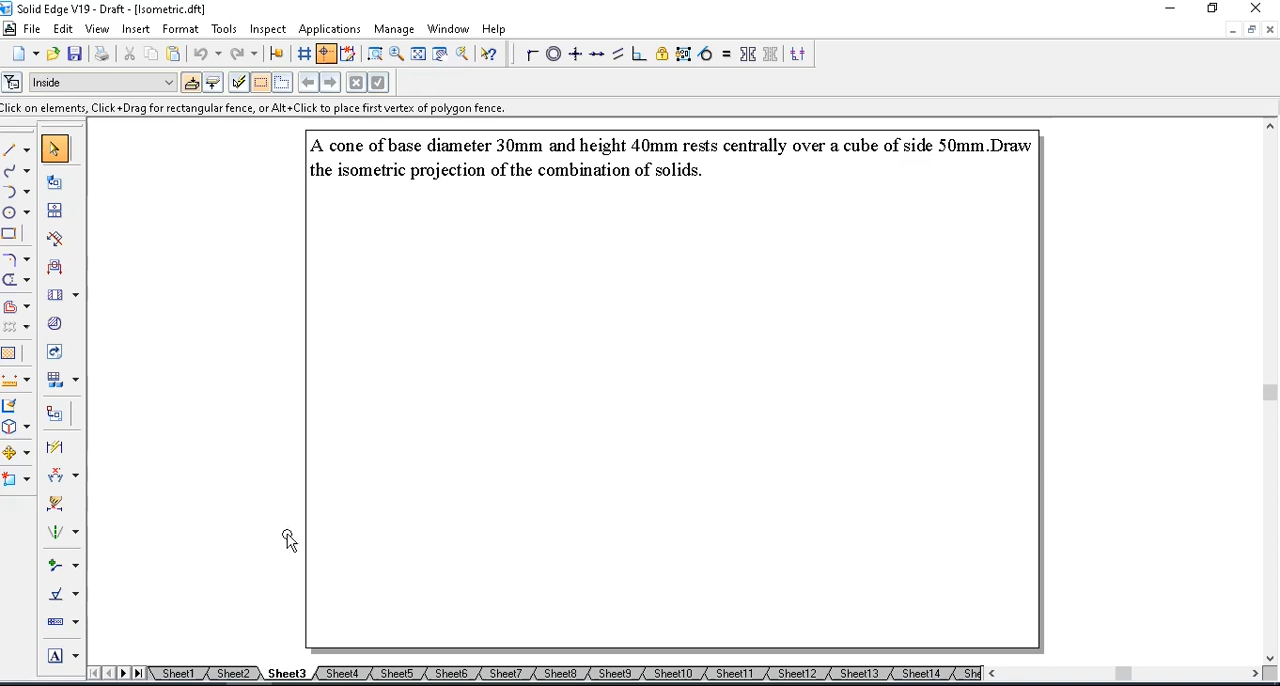 Solid Edge V19 - Draft - [Isometric.dft]
File Edit View Insert Format Tools Inspect Applications Manage Window Help
Inside
Click on elements, Click+Drag for rectangular fence, or Alt+Click to place first vertex of polygon fence.
A cone of base diameter 30mm and height 40mm rests centrally over a cube of side 50mm.Draw
the isometric projection of the combination of solids.
A
Sheet1 Sheet2 Sheet3 Sheet4 Sheet5 Sheet6 Sheet7 Sheet8 Sheet9 Sheet10 Sheet11 Sheet12 Sheet13 Sheet14 She